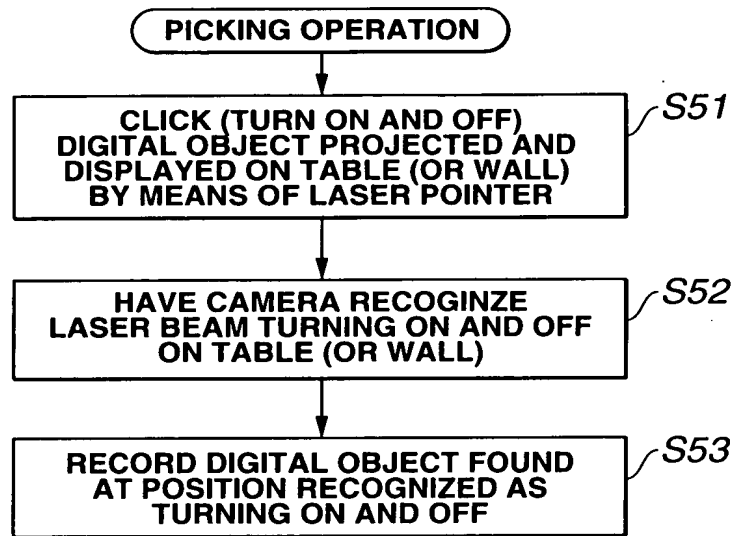 PICKING OPERATION
S51
CLICK (TURN ON AND OFF)
DIGITAL OBJECT PROJECTED AND
DISPLAYED ON TABLE (OR WALL)
BY MEANS OF LASER POINTER
S52
HAVE CAMERA RECOGINZE
LASER BEAM TURNING ON AND OFF
ON TABLE (OR WALL)
S53
RECORD DIGITAL OBJECT FOUND
AT POSITION RECOGNIZED AS
TURNING ON AND OFF